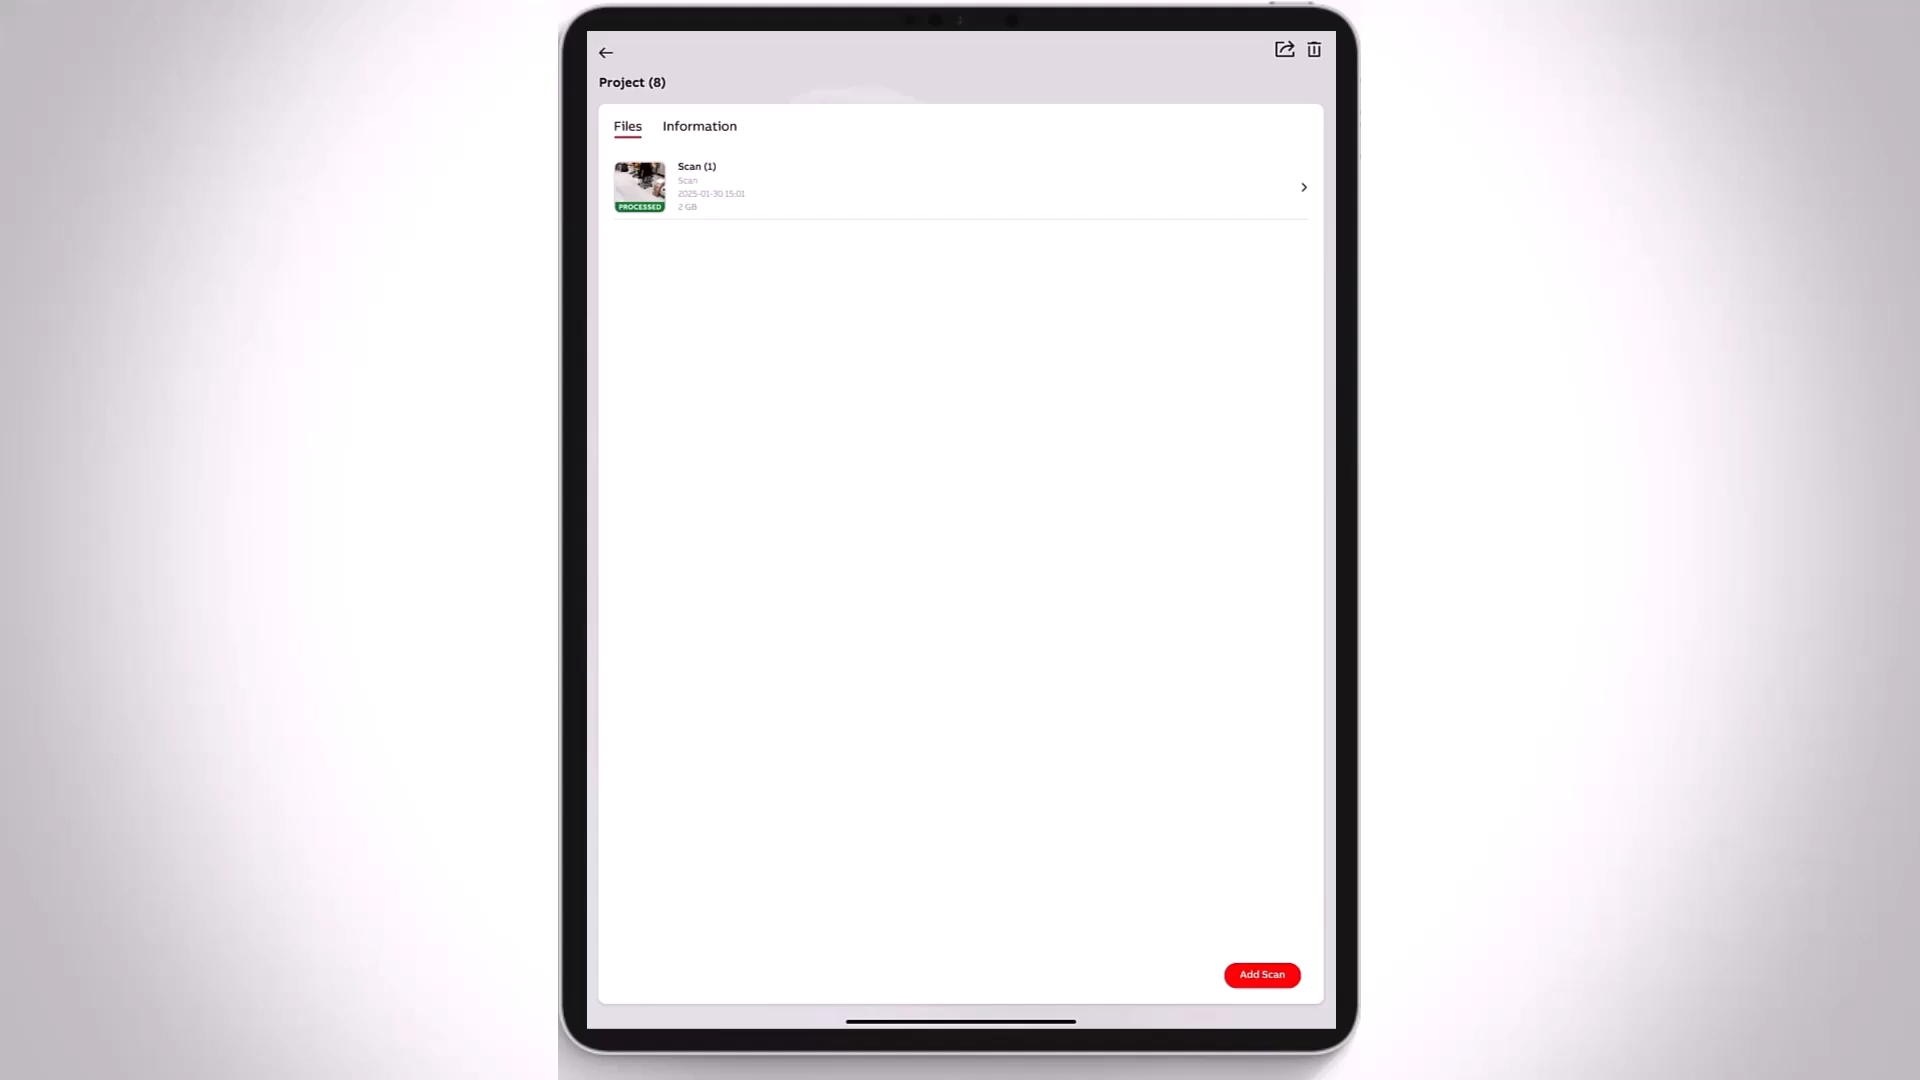 Project (8)
Files
Information
Scan (1)
Scan
2025-01-30 15:01
2 GB
PROCESSED
Add Scan